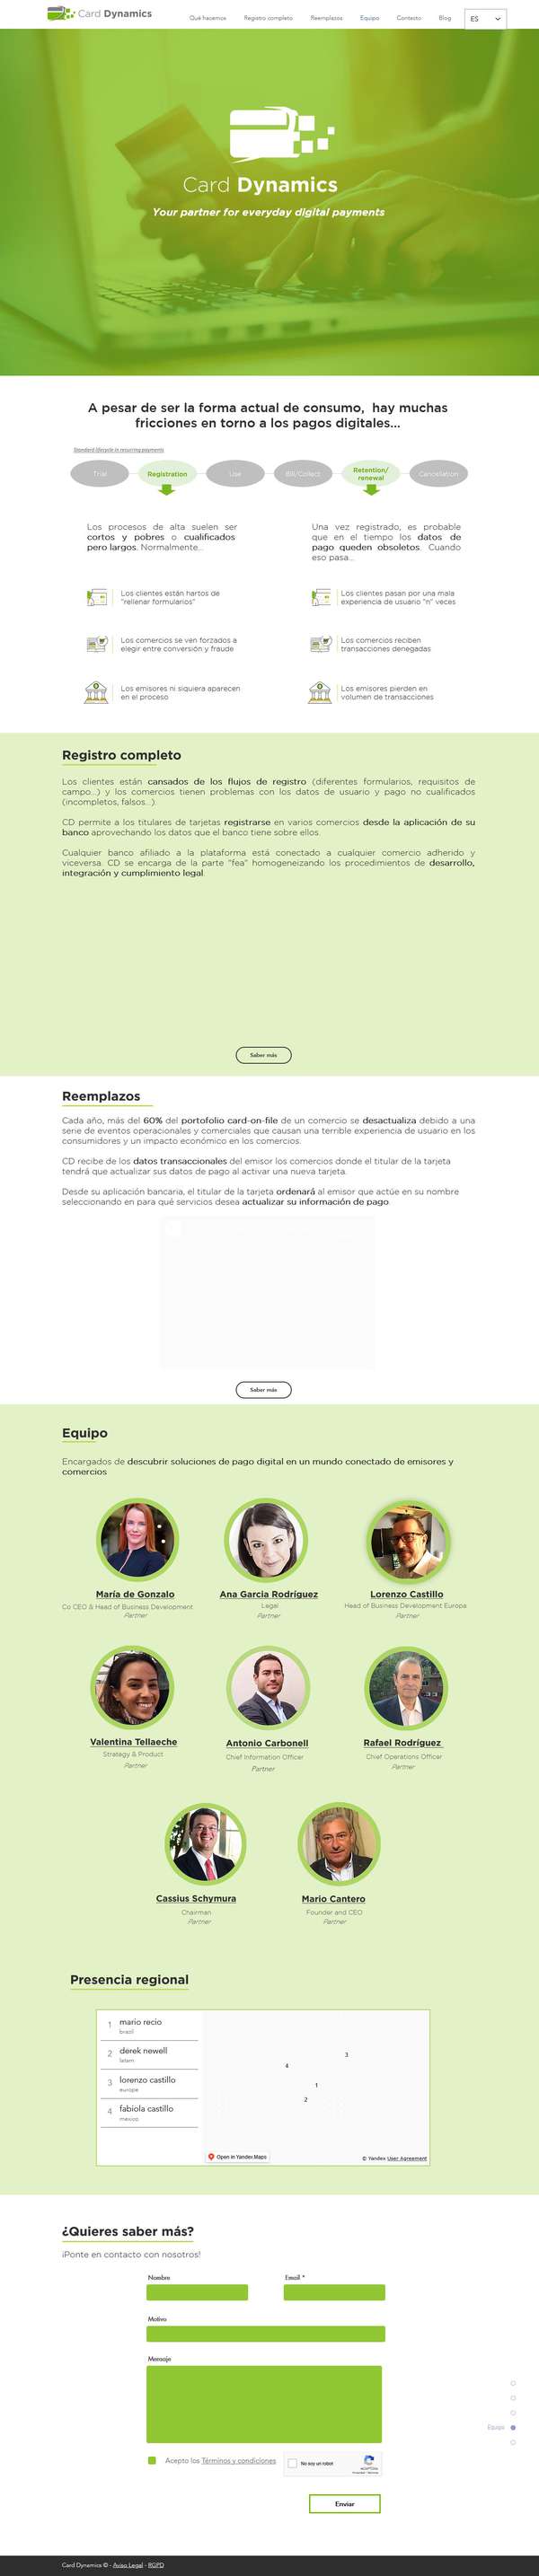 Card Dynamics
Qué hacemos
Registro completo
Reemplazos
Equipo
Contacto
Blog
ES
Card Dynamics
Your partner for everyday digital payments
A pesar de ser la forma actual de consumo, hay muchas
fricciones en torno a los pagos digitales...
Standard lifecycle in recurring payments
Trial
Registration
Use
Bill/Collect
Retention/
renewal
Cancellation
Los procesos de alta suelen ser
cortos y pobres o cualificados
pero largos. Normalmente...
Los clientes están hartos de
"rellenar formularios"
Los comercios se ven forzados a
elegir entre conversión y fraude
Los emisores ni siquiera aparecen
en el proceso
Una vez registrado, es probable
que en el tiempo los datos de
pago queden obsoletos. Cuando
eso pasa...
Los clientes pasan por una mala
experiencia de usuario "n" veces
Los comercios reciben
transacciones denegadas
Los emisores pierden en
volumen de transacciones
Registro completo
Los clientes están cansados de los flujos de registro (diferentes formularios, requisitos de
campo...) y los comercios tienen problemas con los datos de usuario y pago no cualificados
(incompletos, falsos...).
CD permite a los titulares de tarjetas registrarse en varios comercios desde la aplicación de su
banco aprovechando los datos que el banco tiene sobre ellos.
Cualquier banco afiliado a la plataforma está conectado a cualquier comercio adherido y
viceversa. CD se encarga de la parte "fea" homogeneizando los procedimientos de desarrollo,
integración y cumplimiento legal.
Saber más
Reemplazos
Cada año, más del 60% del portofolio card-on-file de un comercio se desactualiza debido a una
serie de eventos operacionales y comerciales que causan una terrible experiencia de usuario en los
consumidores y un impacto económico en los comercios.
CD recibe de los datos transaccionales del emisor los comercios donde el titular de la tarjeta
tendrá que actualizar sus datos de pago al activar una nueva tarjeta.
Desde su aplicación bancaria, el titular de la tarjeta ordenará al emisor que actúe en su nombre
seleccionando en para qué servicios desea actualizar su información de pago.
Saber más
Equipo
Encargados de descubrir soluciones de pago digital en un mundo conectado de emisores y
comercios
María de Gonzalo
Co CEO & Head of Business Development
Partner
Ana Garcia Rodríguez
Legal
Partner
Lorenzo Castillo
Head of Business Development Europa
Partner
Valentina Tellaeche
Strategy & Product
Partner
Antonio Carbonell
Chief Information Officer
Partner
Rafael Rodríguez
Chief Operations Officer
Partner
Cassius Schymura
Chairman
Partner
Mario Cantero
Founder and CEO
Partner
Presencia regional
1 mario recio
brazil
2 derek newell
latam
3 lorenzo castillo
europe
4 fabiola castillo
mexico
3
4
1
2
Open in Yandex.Maps
© Yandex User Agreement
¿Quieres saber más?
¡Ponte en contacto con nosotros!
Nombre
Email *
Motivo
Mensaje
Equipo
Acepto los Términos y condiciones
No soy un robot
reCAPTCHA
Privacidad - Términos
Enviar
Card Dynamics © - Aviso Legal - RGPD